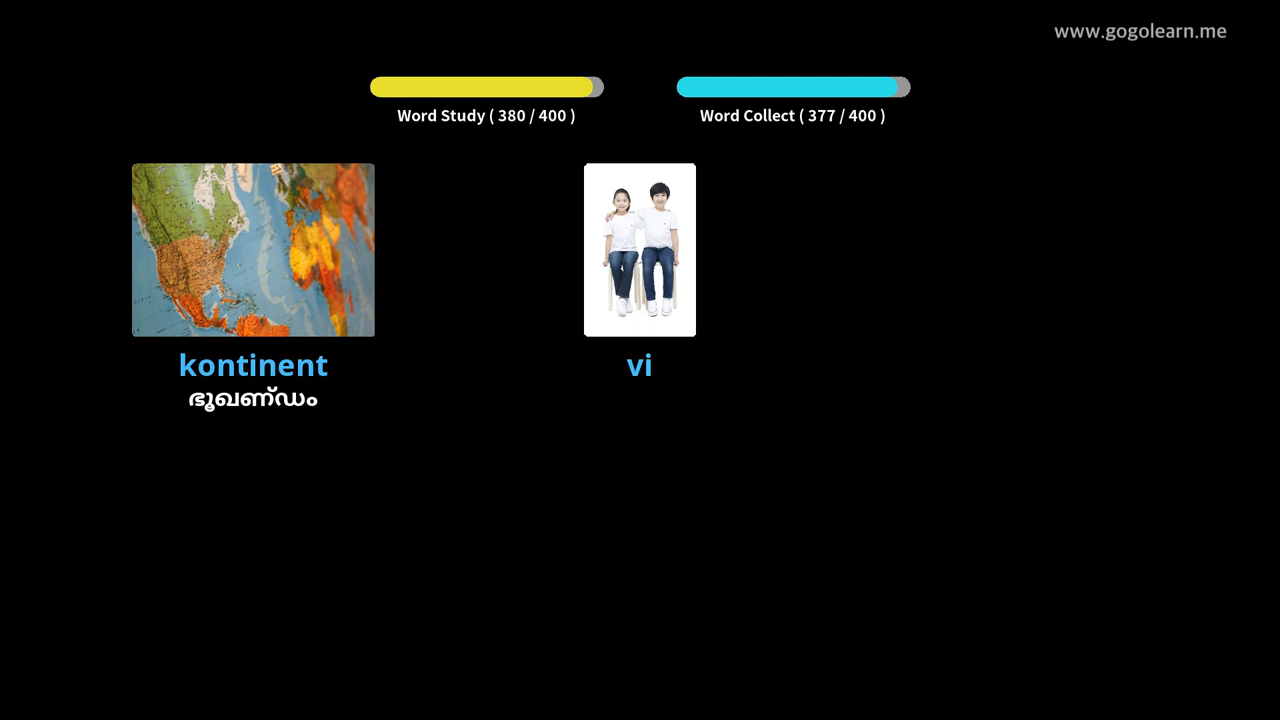 www.gogolearn.me
Word Study ( 380 / 400 )
Word Collect ( 377 / 400 )
kontinent
ഭൂഖണ്ഡം
vi